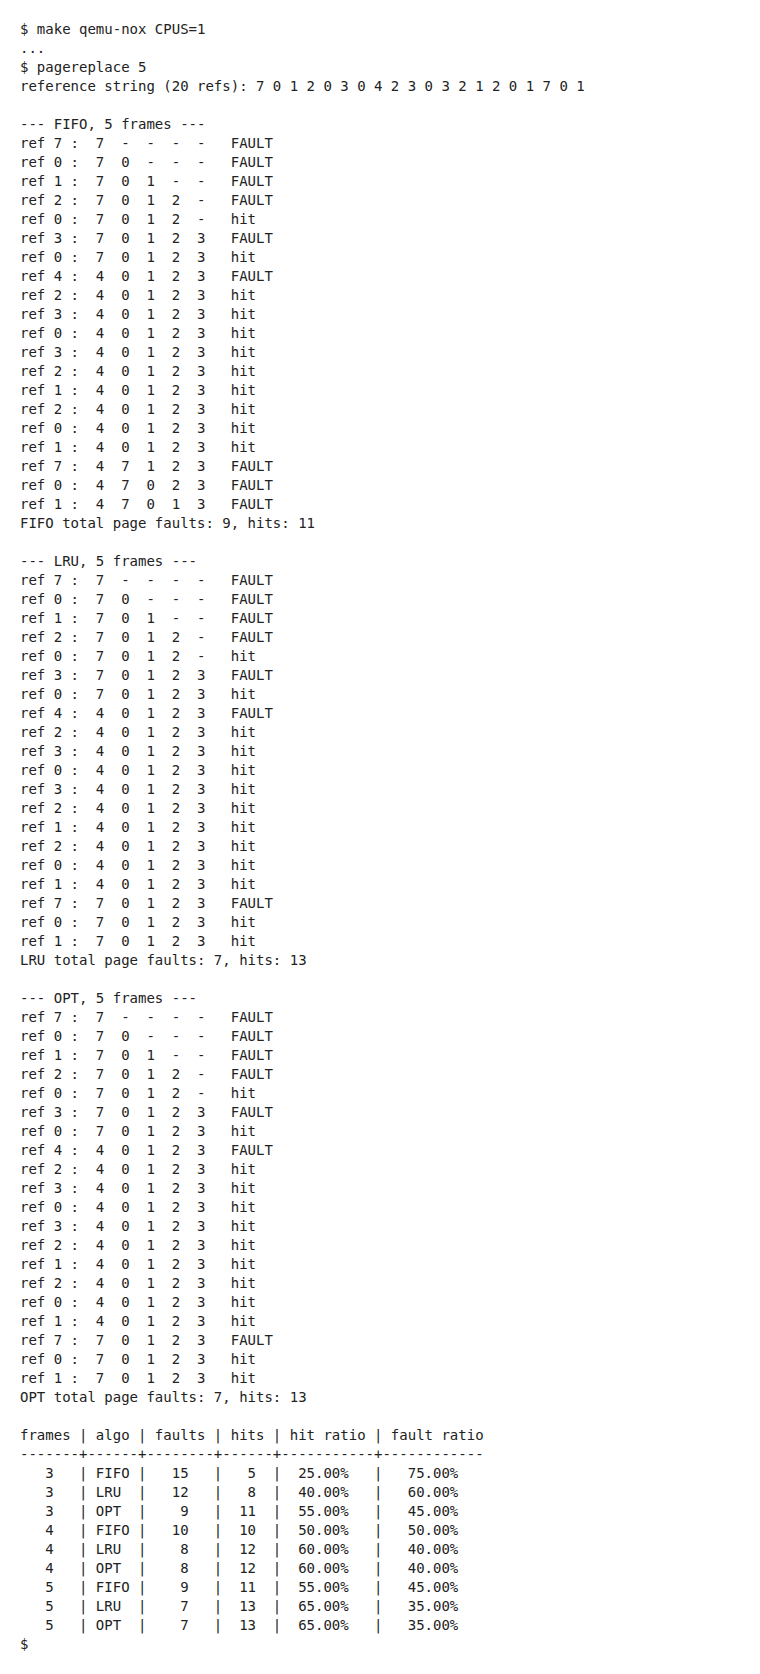 $ make qemu-nox CPUS=1
...
$ pagereplace 5
reference string (20 refs): 7 0 1 2 0 3 0 4 2 3 0 3 2 1 2 0 1 7 0 1

--- FIFO, 5 frames ---
ref 7 :  7  -  -  -  -   FAULT
ref 0 :  7  0  -  -  -   FAULT
ref 1 :  7  0  1  -  -   FAULT
ref 2 :  7  0  1  2  -   FAULT
ref 0 :  7  0  1  2  -   hit
ref 3 :  7  0  1  2  3   FAULT
ref 0 :  7  0  1  2  3   hit
ref 4 :  4  0  1  2  3   FAULT
ref 2 :  4  0  1  2  3   hit
ref 3 :  4  0  1  2  3   hit
ref 0 :  4  0  1  2  3   hit
ref 3 :  4  0  1  2  3   hit
ref 2 :  4  0  1  2  3   hit
ref 1 :  4  0  1  2  3   hit
ref 2 :  4  0  1  2  3   hit
ref 0 :  4  0  1  2  3   hit
ref 1 :  4  0  1  2  3   hit
ref 7 :  4  7  1  2  3   FAULT
ref 0 :  4  7  0  2  3   FAULT
ref 1 :  4  7  0  1  3   FAULT
FIFO total page faults: 9, hits: 11

--- LRU, 5 frames ---
ref 7 :  7  -  -  -  -   FAULT
ref 0 :  7  0  -  -  -   FAULT
ref 1 :  7  0  1  -  -   FAULT
ref 2 :  7  0  1  2  -   FAULT
ref 0 :  7  0  1  2  -   hit
ref 3 :  7  0  1  2  3   FAULT
ref 0 :  7  0  1  2  3   hit
ref 4 :  4  0  1  2  3   FAULT
ref 2 :  4  0  1  2  3   hit
ref 3 :  4  0  1  2  3   hit
ref 0 :  4  0  1  2  3   hit
ref 3 :  4  0  1  2  3   hit
ref 2 :  4  0  1  2  3   hit
ref 1 :  4  0  1  2  3   hit
ref 2 :  4  0  1  2  3   hit
ref 0 :  4  0  1  2  3   hit
ref 1 :  4  0  1  2  3   hit
ref 7 :  7  0  1  2  3   FAULT
ref 0 :  7  0  1  2  3   hit
ref 1 :  7  0  1  2  3   hit
LRU total page faults: 7, hits: 13

--- OPT, 5 frames ---
ref 7 :  7  -  -  -  -   FAULT
ref 0 :  7  0  -  -  -   FAULT
ref 1 :  7  0  1  -  -   FAULT
ref 2 :  7  0  1  2  -   FAULT
ref 0 :  7  0  1  2  -   hit
ref 3 :  7  0  1  2  3   FAULT
ref 0 :  7  0  1  2  3   hit
ref 4 :  4  0  1  2  3   FAULT
ref 2 :  4  0  1  2  3   hit
ref 3 :  4  0  1  2  3   hit
ref 0 :  4  0  1  2  3   hit
ref 3 :  4  0  1  2  3   hit
ref 2 :  4  0  1  2  3   hit
ref 1 :  4  0  1  2  3   hit
ref 2 :  4  0  1  2  3   hit
ref 0 :  4  0  1  2  3   hit
ref 1 :  4  0  1  2  3   hit
ref 7 :  7  0  1  2  3   FAULT
ref 0 :  7  0  1  2  3   hit
ref 1 :  7  0  1  2  3   hit
OPT total page faults: 7, hits: 13

frames | algo | faults | hits | hit ratio | fault ratio
-------+------+--------+------+-----------+------------
   3   | FIFO |   15   |   5  |  25.00%   |   75.00%
   3   | LRU  |   12   |   8  |  40.00%   |   60.00%
   3   | OPT  |    9   |  11  |  55.00%   |   45.00%
   4   | FIFO |   10   |  10  |  50.00%   |   50.00%
   4   | LRU  |    8   |  12  |  60.00%   |   40.00%
   4   | OPT  |    8   |  12  |  60.00%   |   40.00%
   5   | FIFO |    9   |  11  |  55.00%   |   45.00%
   5   | LRU  |    7   |  13  |  65.00%   |   35.00%
   5   | OPT  |    7   |  13  |  65.00%   |   35.00%
$